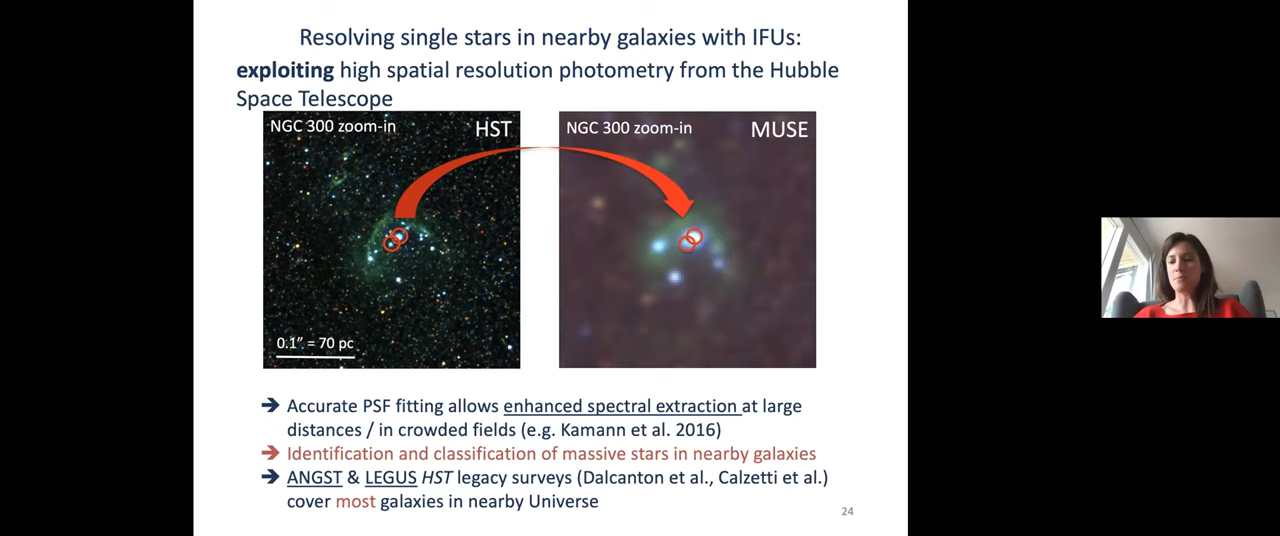 Resolving single stars in nearby galaxies with IFUs:
exploiting high spatial resolution photometry from the Hubble
Space Telescope
NGC 300 zoom-in HST
NGC 300 zoom-in MUSE
0.1″ = 70 pc
➔ Accurate PSF fitting allows enhanced spectral extraction at large
distances / in crowded fields (e.g. Kamann et al. 2016)
➔ Identification and classification of massive stars in nearby galaxies
➔ ANGST & LEGUS HST legacy surveys (Dalcanton et al., Calzetti et al.)
cover most galaxies in nearby Universe
24